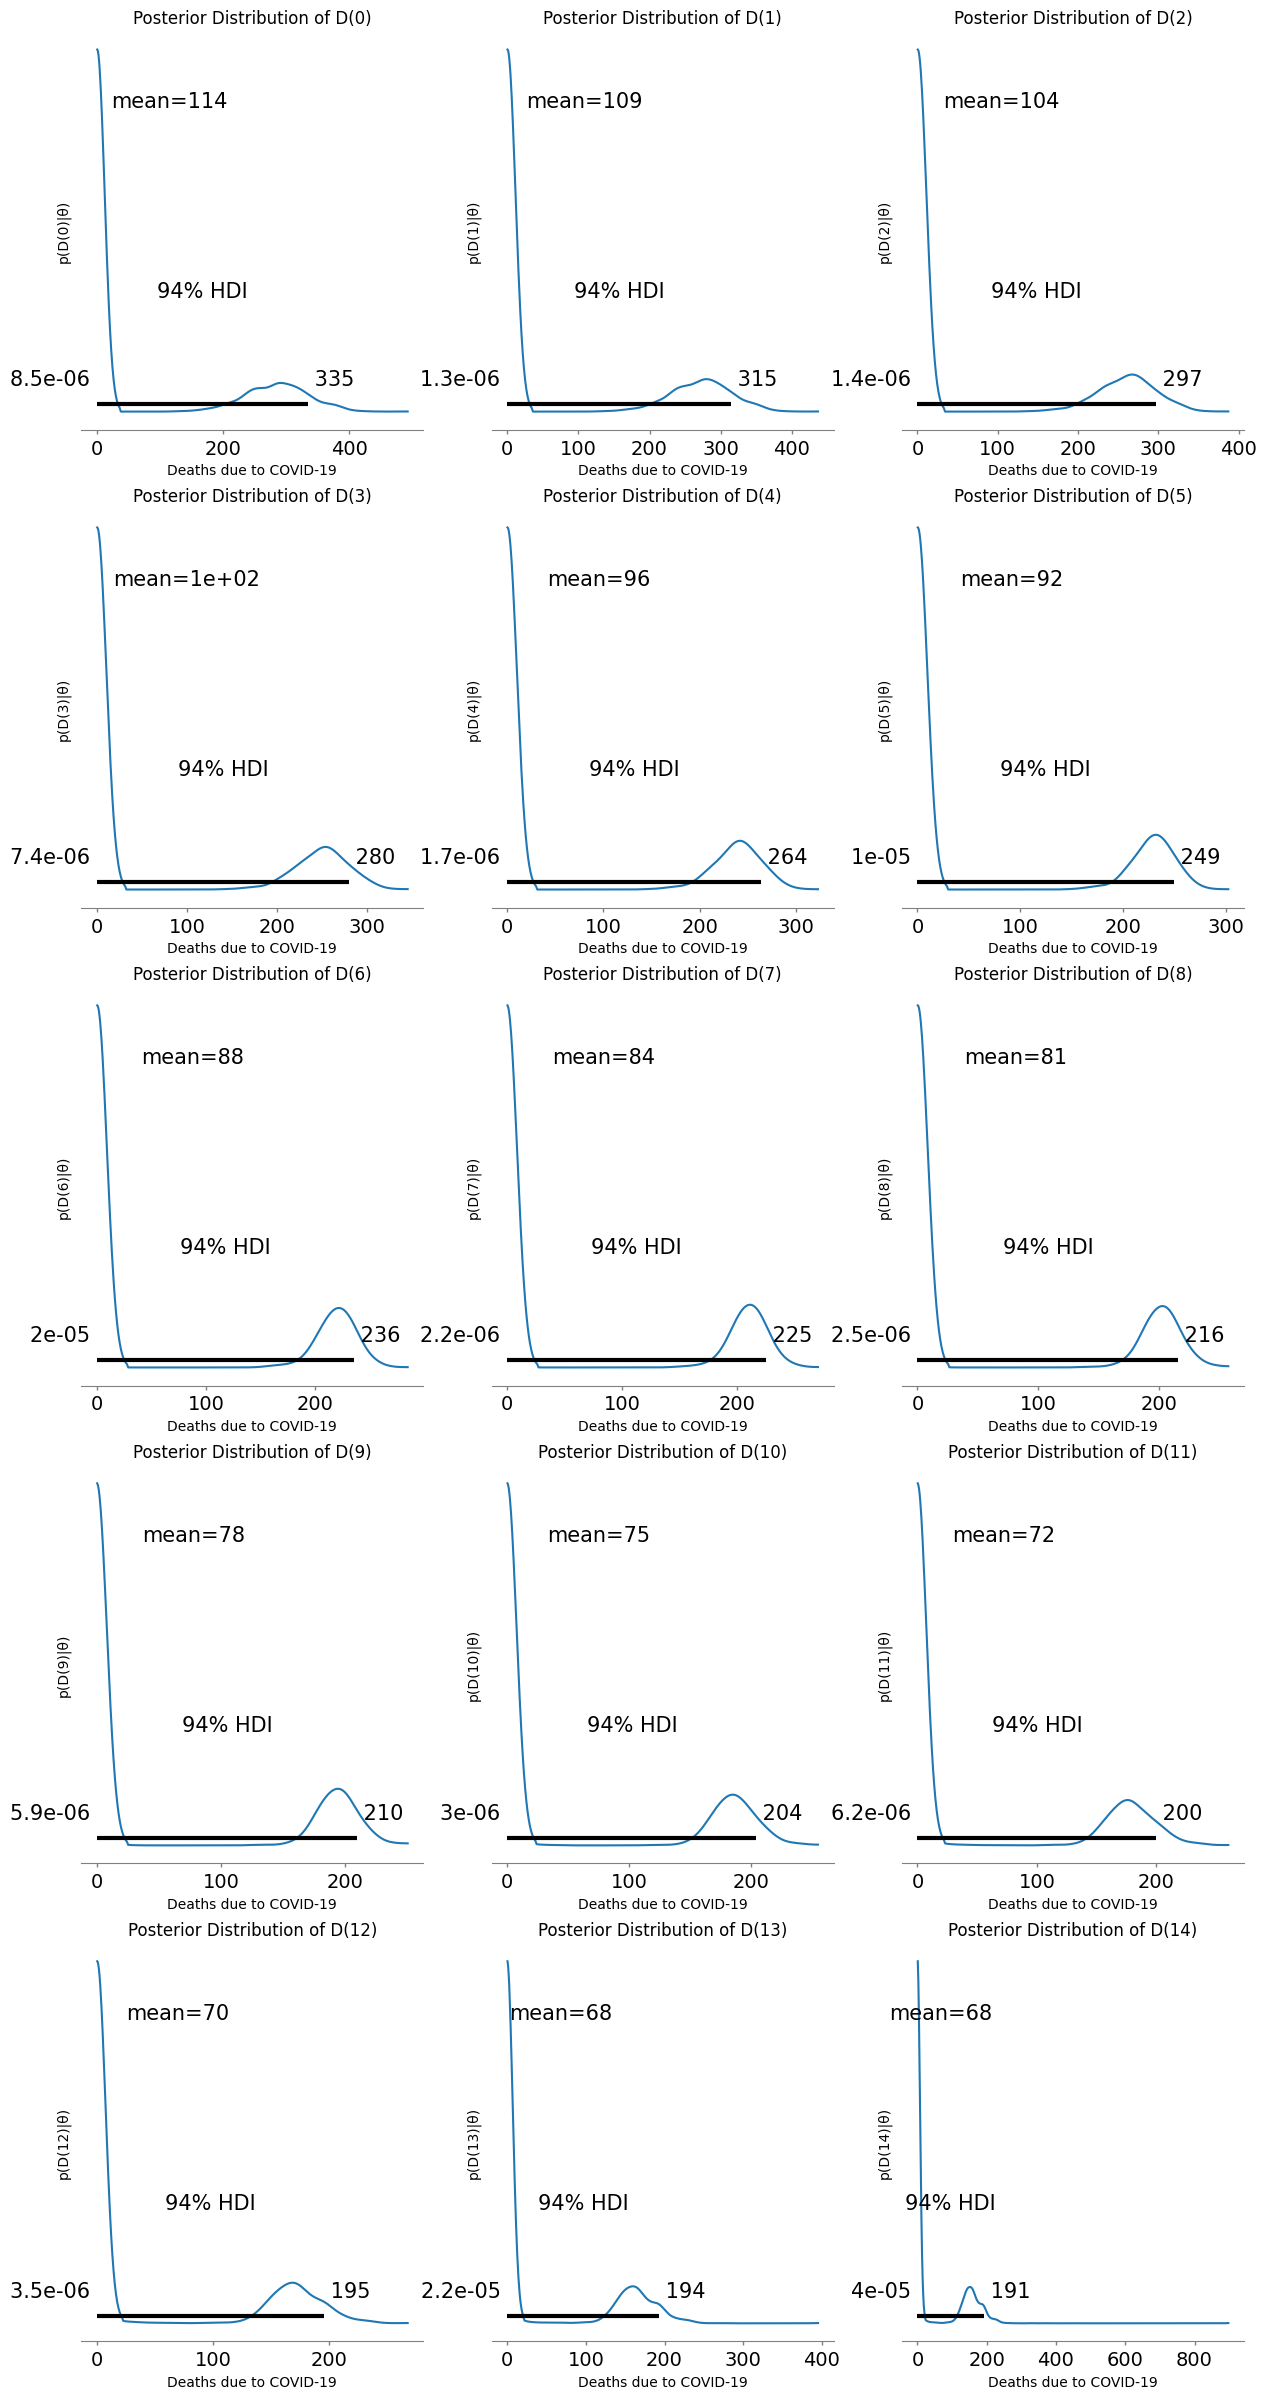 Posterior Distribution of D(0)
mean=114
p(D(0)|θ)
94% HDI
8.5e-06
335
0 200 400
Deaths due to COVID-19
Posterior Distribution of D(1)
mean=109
p(D(1)|θ)
94% HDI
1.3e-06
315
0 100 200 300 400
Deaths due to COVID-19
Posterior Distribution of D(2)
mean=104
p(D(2)|θ)
94% HDI
1.4e-06
297
0 100 200 300 400
Deaths due to COVID-19
Posterior Distribution of D(3)
mean=1e+02
p(D(3)|θ)
94% HDI
7.4e-06
280
0 100 200 300
Deaths due to COVID-19
Posterior Distribution of D(4)
mean=96
p(D(4)|θ)
94% HDI
1.7e-06
264
0 100 200 300
Deaths due to COVID-19
Posterior Distribution of D(5)
mean=92
p(D(5)|θ)
94% HDI
1e-05
249
0 100 200 300
Deaths due to COVID-19
Posterior Distribution of D(6)
mean=88
p(D(6)|θ)
94% HDI
2e-05
236
0 100 200
Deaths due to COVID-19
Posterior Distribution of D(7)
mean=84
p(D(7)|θ)
94% HDI
2.2e-06
225
0 100 200
Deaths due to COVID-19
Posterior Distribution of D(8)
mean=81
p(D(8)|θ)
94% HDI
2.5e-06
216
0 100 200
Deaths due to COVID-19
Posterior Distribution of D(9)
mean=78
p(D(9)|θ)
94% HDI
5.9e-06
210
0 100 200
Deaths due to COVID-19
Posterior Distribution of D(10)
mean=75
p(D(10)|θ)
94% HDI
3e-06
204
0 100 200
Deaths due to COVID-19
Posterior Distribution of D(11)
mean=72
p(D(11)|θ)
94% HDI
6.2e-06
200
0 100 200
Deaths due to COVID-19
Posterior Distribution of D(12)
mean=70
p(D(12)|θ)
94% HDI
3.5e-06
195
0 100 200
Deaths due to COVID-19
Posterior Distribution of D(13)
mean=68
p(D(13)|θ)
94% HDI
2.2e-05
194
0 100 200 300 400
Deaths due to COVID-19
Posterior Distribution of D(14)
mean=68
p(D(14)|θ)
94% HDI
4e-05
191
0 200 400 600 800
Deaths due to COVID-19